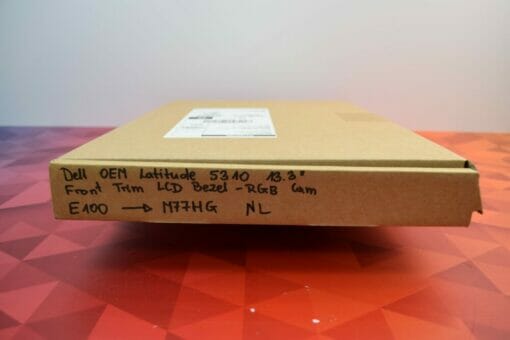 Dell OEM Latitude 5310 13.3"
Front Trim LCD Bezel - RGB Cam
E100 → M77HG NL